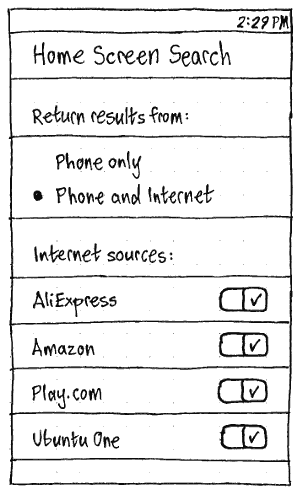 2:29 PM
Home Screen Search
Return results from:
Phone only
Phone and Internet
Internet sources:
AliExpress
Amazon
Play.com
Ubuntu One